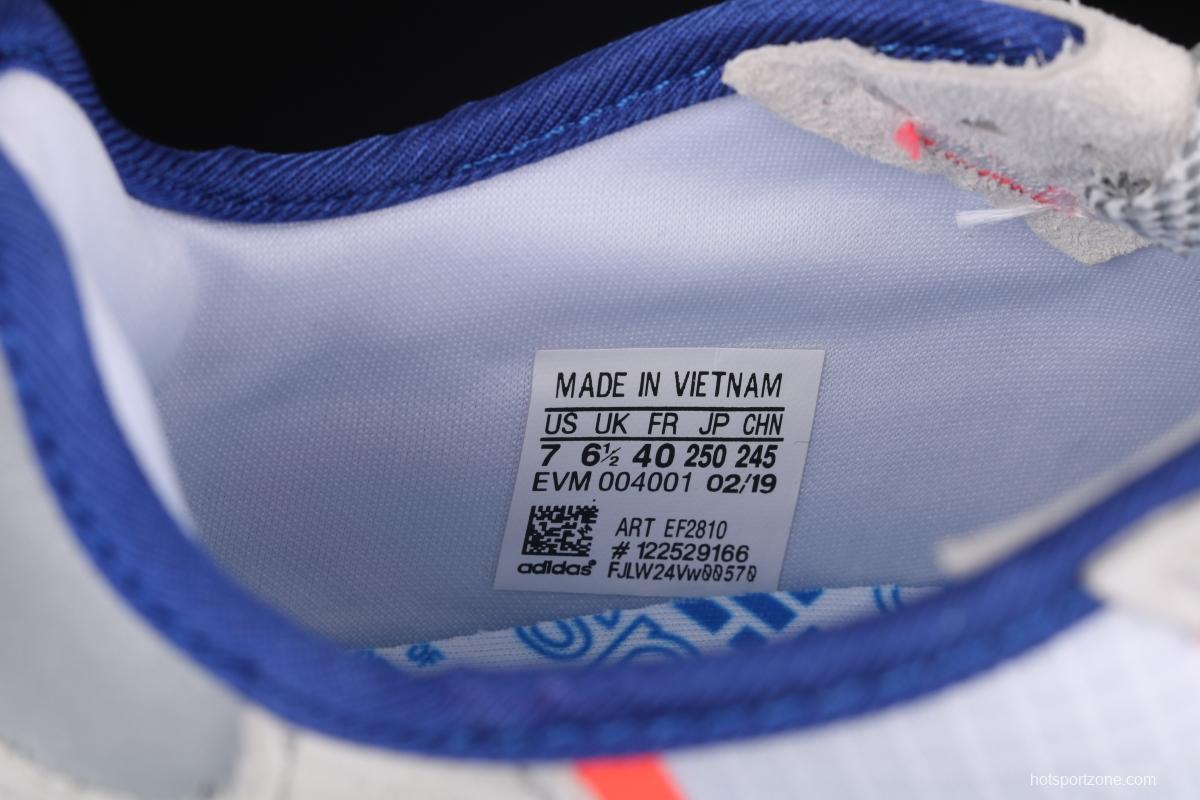 MADE IN VIETNAM
US UK FR JP CHN
7 6½ 40 250 245
EVM 004001 02/19
ART EF2810
# 122529166
adidas® FJLW24Vw00570
hotsportzone.com